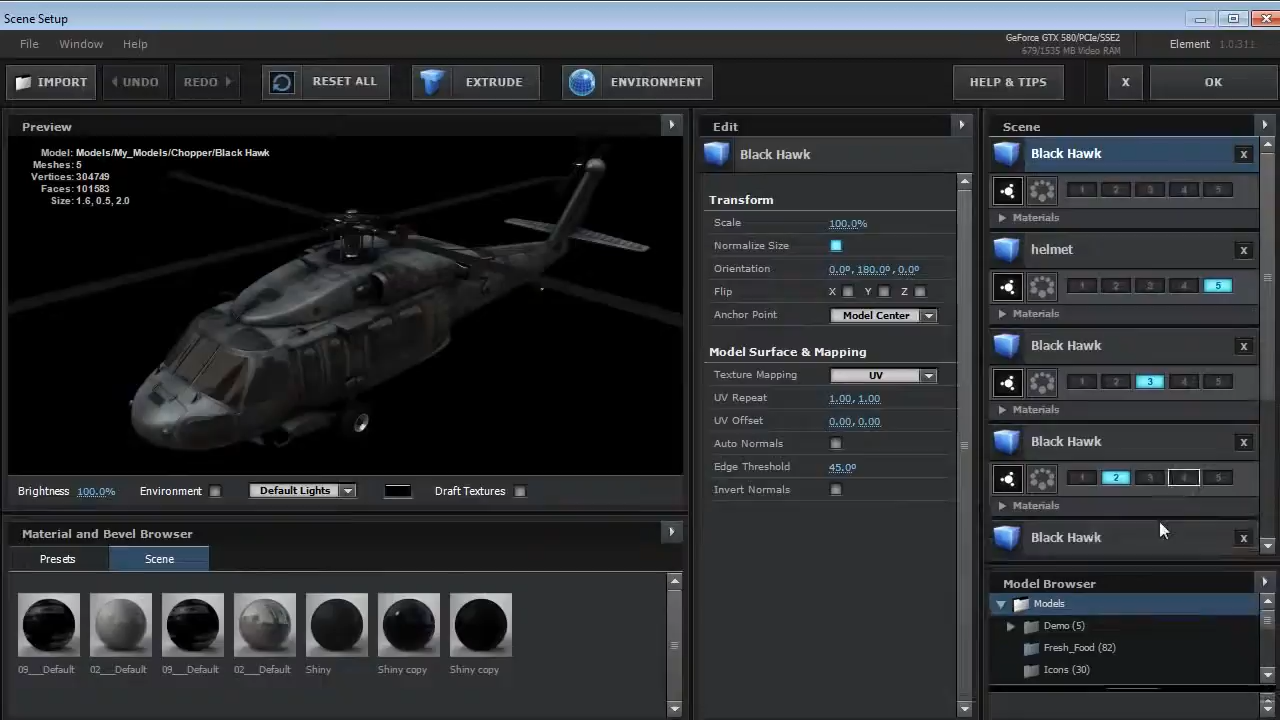 Scene Setup
File Window Help
GeForce GTX 580/PCIe/SSE2
679/1535 MB Video RAM
Element 1.0.311
IMPORT UNDO REDO RESET ALL EXTRUDE ENVIRONMENT HELP & TIPS X OK
Preview
Model: Models/My_Models/Chopper/Black Hawk
Meshes: 5
Vertices: 304749
Faces: 101583
Size: 1.6, 0.5, 2.0
Brightness 100.0% Environment Default Lights Draft Textures
Material and Bevel Browser
Presets Scene
09___Default 02___Default 09___Default 02___Default Shiny Shiny copy Shiny copy
Edit
Black Hawk
Transform
Scale 100.0%
Normalize Size
Orientation 0.0º, 180.0º, 0.0º
Flip X Y Z
Anchor Point Model Center
Model Surface & Mapping
Texture Mapping UV
UV Repeat 1.00, 1.00
UV Offset 0.00, 0.00
Auto Normals
Edge Threshold 45.0º
Invert Normals
Scene
Black Hawk X
1 2 3 4 5
Materials
helmet X
1 2 3 4 5
Materials
Black Hawk X
1 2 3 4 5
Materials
Black Hawk X
1 2 3 4 5
Materials
Black Hawk X
Model Browser
Models
Demo (5)
Fresh_Food (82)
Icons (30)